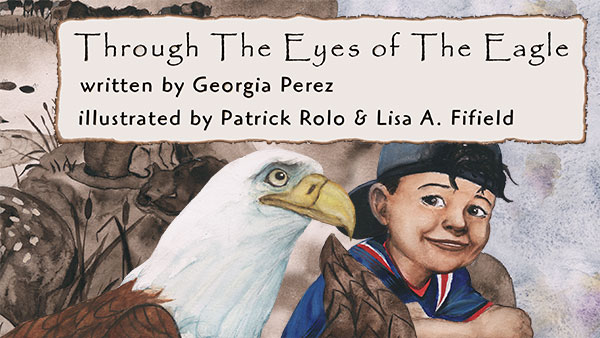 Through The Eyes of The Eagle
written by Georgia Perez
illustrated by Patrick Rolo & Lisa A. Fifield